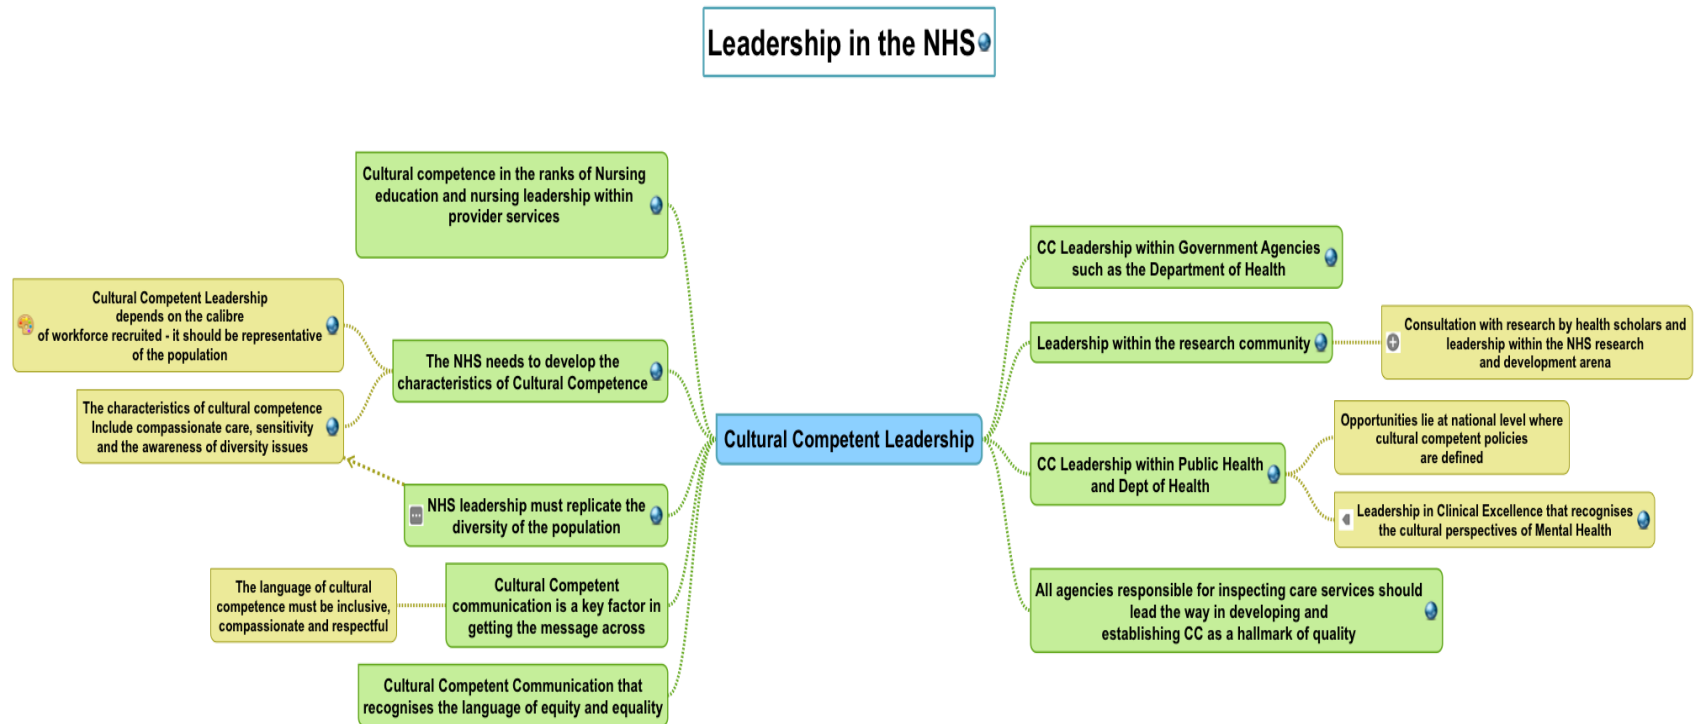 Leadership in the NHS
Cultural competence in the ranks of Nursing
education and nursing leadership within
provider services
Cultural Competent Leadership
depends on the calibre
of workforce recruited - it should be representative
of the population
The NHS needs to develop the
characteristics of Cultural Competence
The characteristics of cultural competence
Include compassionate care, sensitivity
and the awareness of diversity issues
NHS leadership must replicate the
diversity of the population
The language of cultural
competence must be inclusive,
compassionate and respectful
Cultural Competent
communication is a key factor in
getting the message across
Cultural Competent Communication that
recognises the language of equity and equality
Cultural Competent Leadership
CC Leadership within Government Agencies
such as the Department of Health
Leadership within the research community
Consultation with research by health scholars and
leadership within the NHS research
and development arena
CC Leadership within Public Health
and Dept of Health
Opportunities lie at national level where
cultural competent policies
are defined
Leadership in Clinical Excellence that recognises
the cultural perspectives of Mental Health
All agencies responsible for inspecting care services should
lead the way in developing and
establishing CC as a hallmark of quality